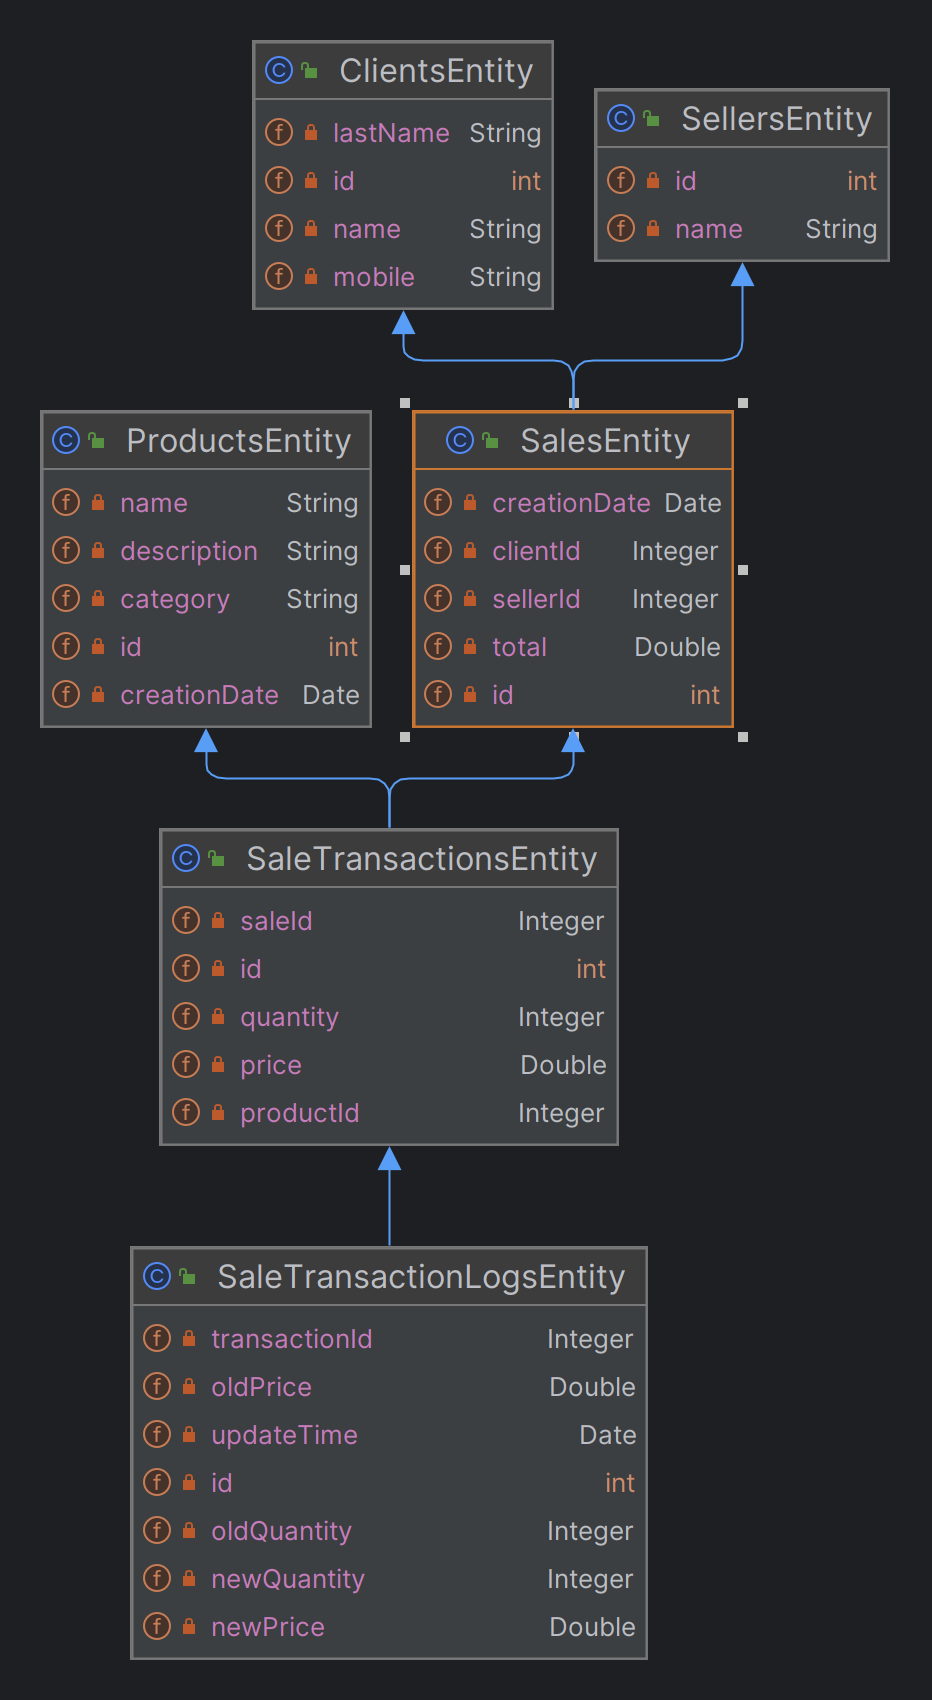 ClientsEntity
lastName String
id int
name String
mobile String
SellersEntity
id int
name String
ProductsEntity
name String
description String
category String
id int
creationDate Date
SalesEntity
creationDate Date
clientId Integer
sellerId Integer
total Double
id int
SaleTransactionsEntity
saleId Integer
id int
quantity Integer
price Double
productId Integer
SaleTransactionLogsEntity
transactionId Integer
oldPrice Double
updateTime Date
id int
oldQuantity Integer
newQuantity Integer
newPrice Double